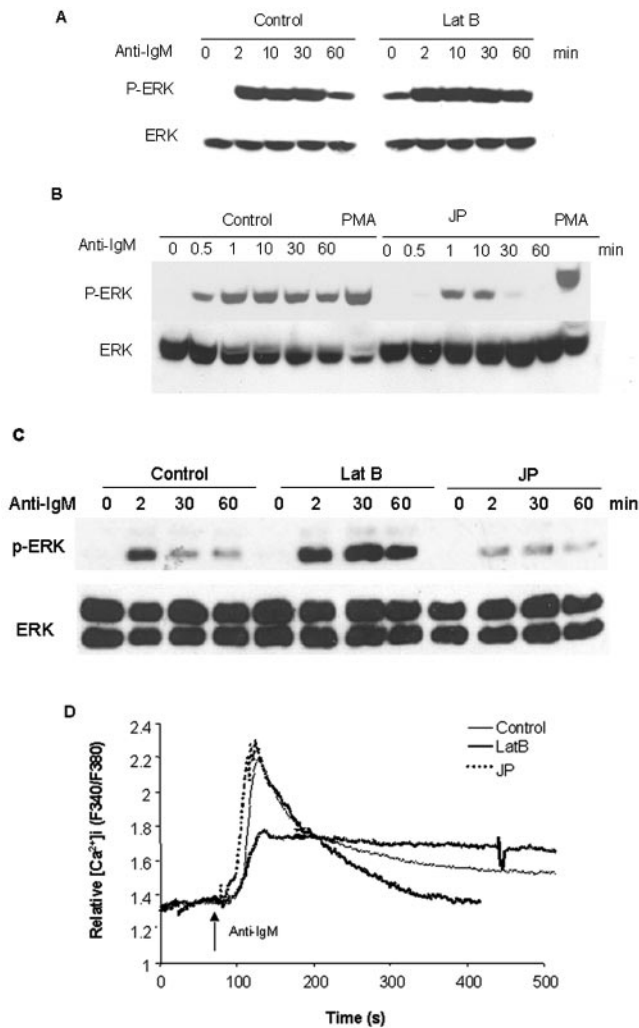 A
Control Lat B
Anti-IgM 0 2 10 30 60 0 2 10 30 60 min
P-ERK
ERK
B
Control PMA JP PMA
Anti-IgM 0 0.5 1 10 30 60 0 0.5 1 10 30 60 min
P-ERK
ERK
C
Control Lat B JP
Anti-IgM 0 2 30 60 0 2 30 60 0 2 30 60 min
p-ERK
ERK
D
2.4
2.2
2
1.8
1.6
1.4
1.2
1
Relative [Ca²⁺]i (F340/F380)
Control
LatB
JP
Anti-IgM
0 100 200 300 400 500
Time (s)